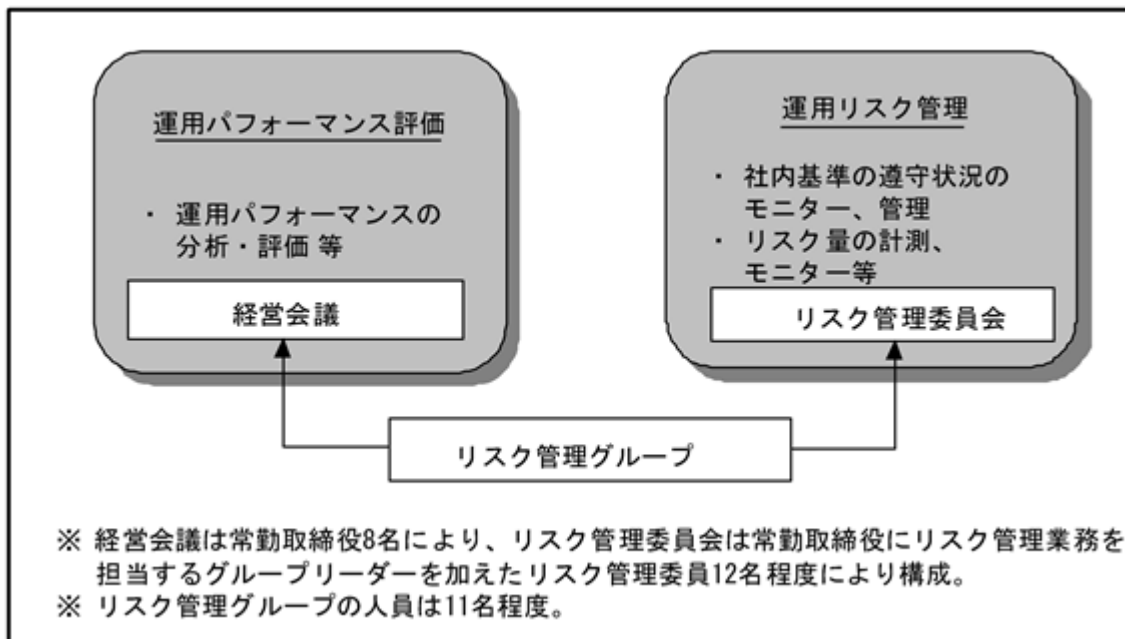 運用パフォーマンス評価
・ 運用パフォーマンスの
分析・評価 等
経営会議
運用リスク管理
・ 社内基準の遵守状況の
モニター、管理
・ リスク量の計測、
モニター等
リスク管理委員会
リスク管理グループ
※ 経営会議は常勤取締役8名により、リスク管理委員会は常勤取締役にリスク管理業務を
担当するグループリーダーを加えたリスク管理委員12名程度により構成。
※ リスク管理グループの人員は11名程度。